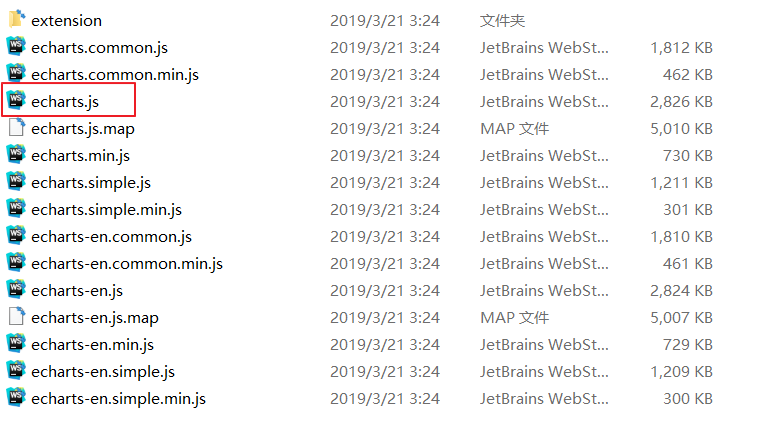 extension 2019/3/21 3:24 文件夹
echarts.common.js 2019/3/21 3:24 JetBrains WebSt... 1,812 KB
echarts.common.min.js 2019/3/21 3:24 JetBrains WebSt... 462 KB
echarts.js 2019/3/21 3:24 JetBrains WebSt... 2,826 KB
echarts.js.map 2019/3/21 3:24 MAP 文件 5,010 KB
echarts.min.js 2019/3/21 3:24 JetBrains WebSt... 730 KB
echarts.simple.js 2019/3/21 3:24 JetBrains WebSt... 1,211 KB
echarts.simple.min.js 2019/3/21 3:24 JetBrains WebSt... 301 KB
echarts-en.common.js 2019/3/21 3:24 JetBrains WebSt... 1,810 KB
echarts-en.common.min.js 2019/3/21 3:24 JetBrains WebSt... 461 KB
echarts-en.js 2019/3/21 3:24 JetBrains WebSt... 2,824 KB
echarts-en.js.map 2019/3/21 3:24 MAP 文件 5,007 KB
echarts-en.min.js 2019/3/21 3:24 JetBrains WebSt... 729 KB
echarts-en.simple.js 2019/3/21 3:24 JetBrains WebSt... 1,209 KB
echarts-en.simple.min.js 2019/3/21 3:24 JetBrains WebSt... 300 KB